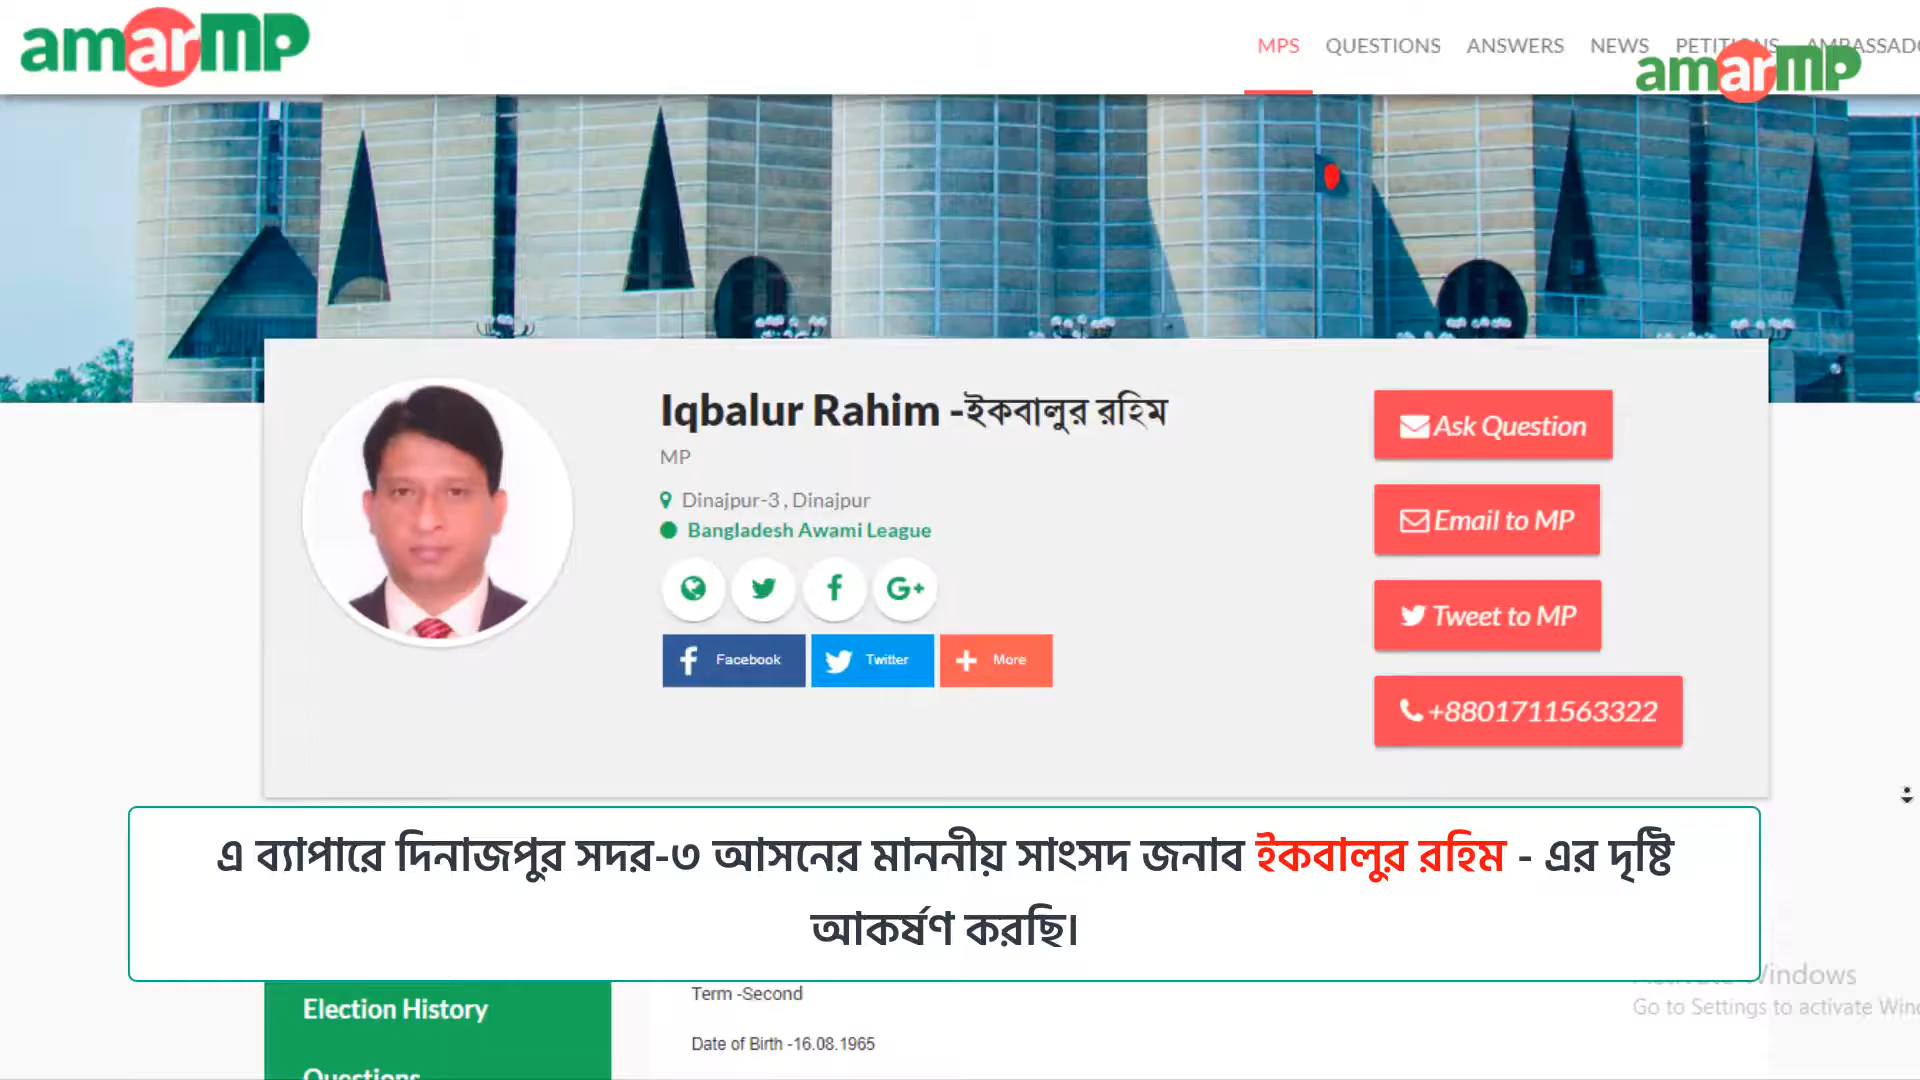 amarMP
MPS QUESTIONS ANSWERS NEWS PETITIONS
amarMP
Iqbalur Rahim -ইকবালুর রহিম
MP
Dinajpur-3 , Dinajpur
Bangladesh Awami League
G+
Facebook Twitter More
Ask Question
Email to MP
Tweet to MP
+8801711563322
এ ব্যাপারে দিনাজপুর সদর-৩ আসনের মাননীয় সাংসদ জনাব ইকবালুর রহিম - এর দৃষ্টি
আকর্ষণ করছি।
Election History
Questions
Term -Second
Date of Birth -16.08.1965
Windows
Go to Settings to activate